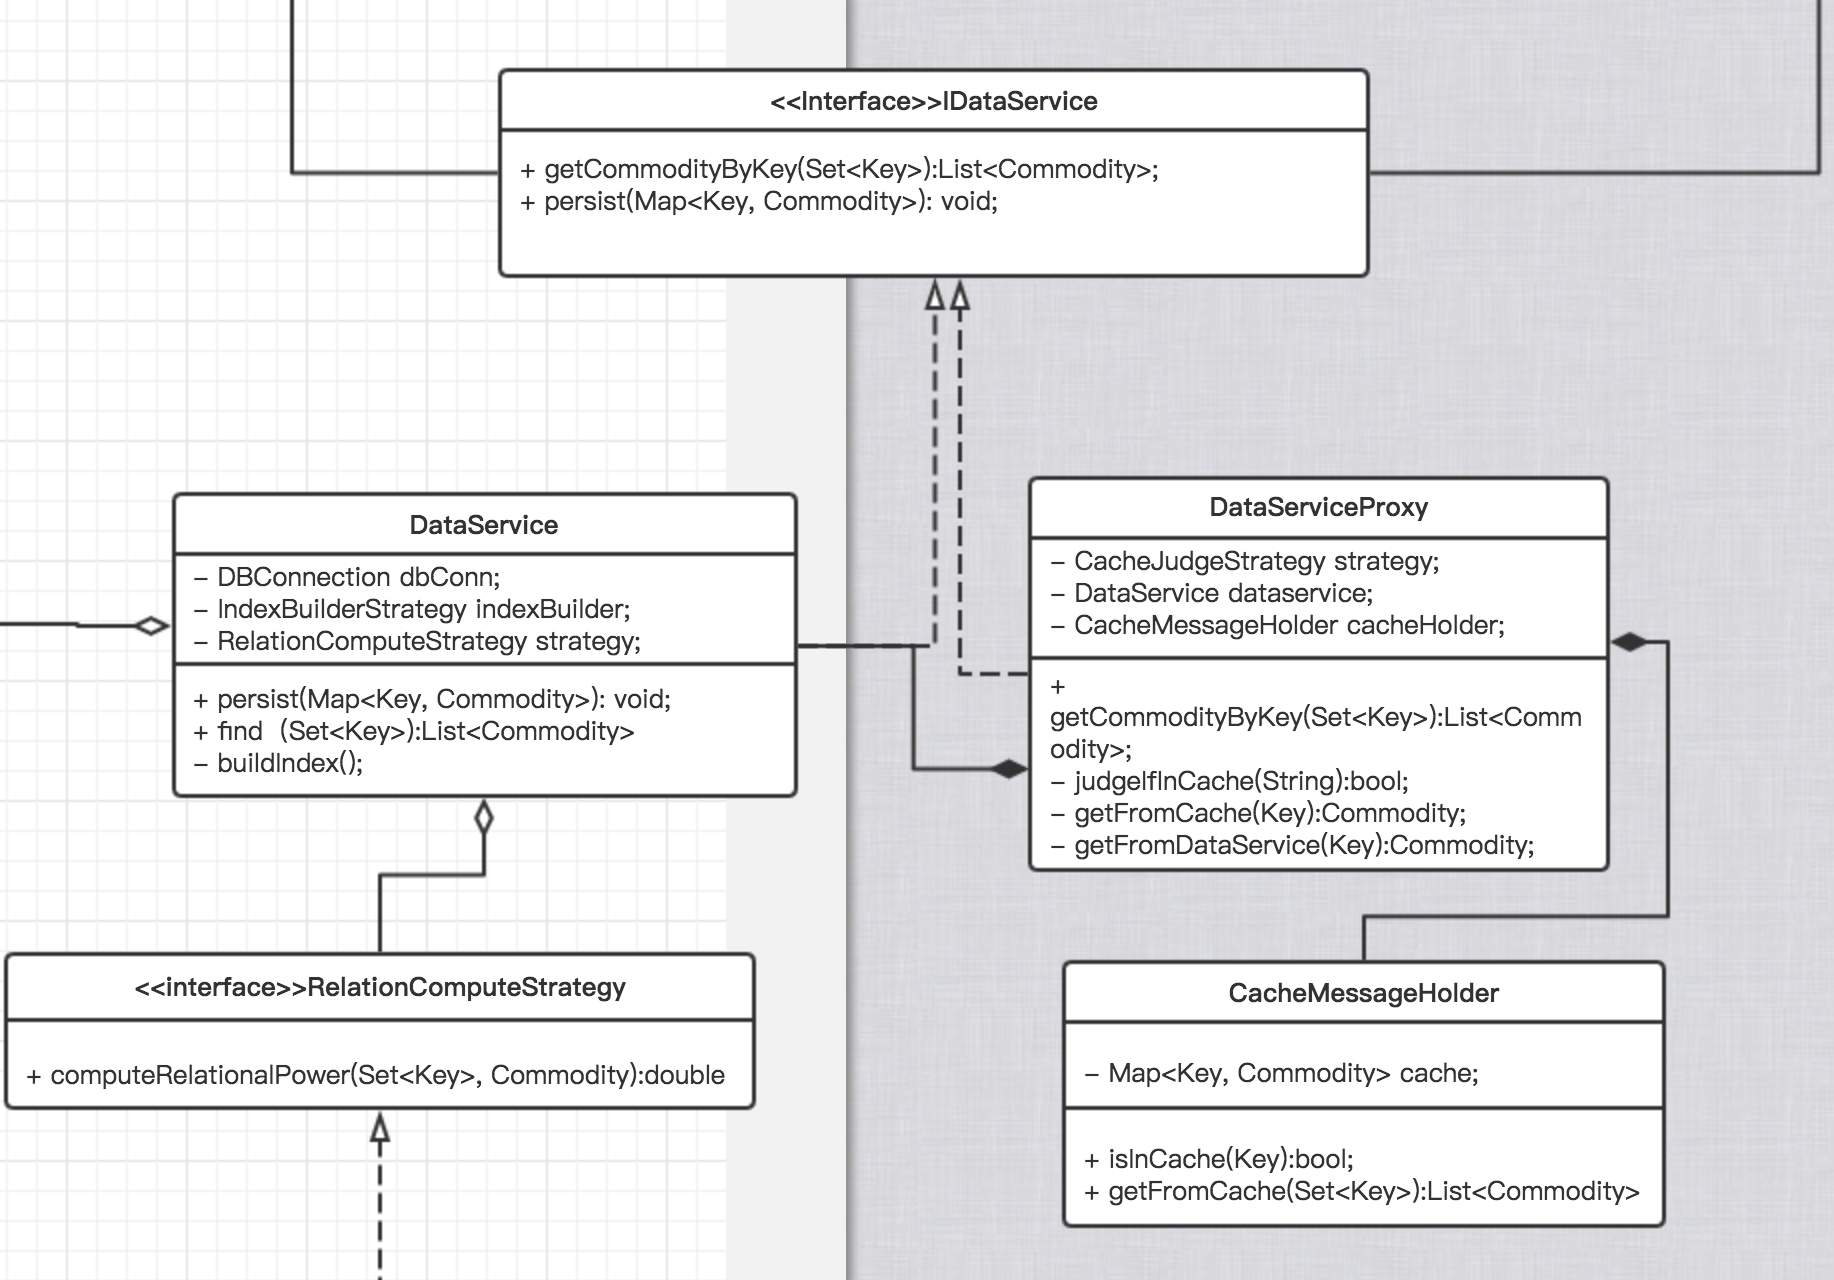 <<Interface>>IDataService
+ getCommodityByKey(Set<Key>):List<Commodity>;
+ persist(Map<Key, Commodity>): void;
DataService
– DBConnection dbConn;
– IndexBuilderStrategy indexBuilder;
– RelationComputeStrategy strategy;
+ persist(Map<Key, Commodity>): void;
+ find（Set<Key>):List<Commodity>
– buildIndex();
DataServiceProxy
– CacheJudgeStrategy strategy;
– DataService dataservice;
– CacheMessageHolder cacheHolder;
+
getCommodityByKey(Set<Key>):List<Comm
odity>;
– judgeIfInCache(String):bool;
– getFromCache(Key):Commodity;
– getFromDataService(Key):Commodity;
<<interface>>RelationComputeStrategy
+ computeRelationalPower(Set<Key>, Commodity):double
CacheMessageHolder
– Map<Key, Commodity> cache;
+ isInCache(Key):bool;
+ getFromCache(Set<Key>):List<Commodity>